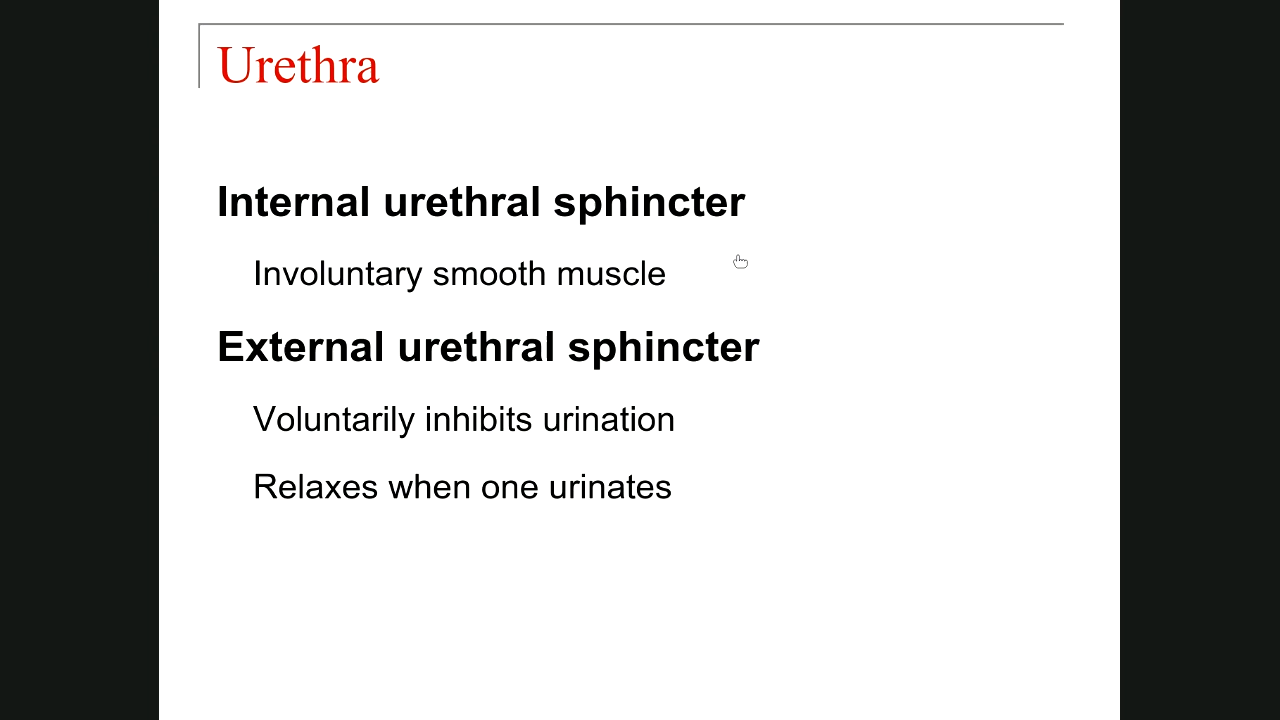 Urethra
Internal urethral sphincter
Involuntary smooth muscle
External urethral sphincter
Voluntarily inhibits urination
Relaxes when one urinates